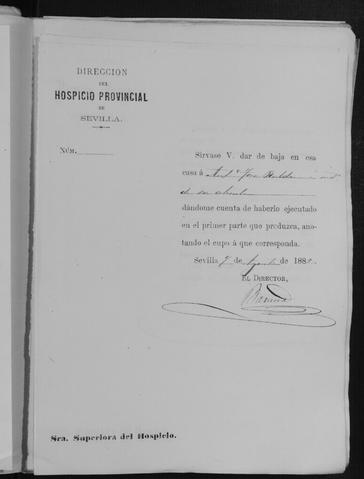 DIRECCION
DEL
HOSPICIO PROVINCIAL
DE
SEVILLA.
NÚM.
Sírvase V. dar de baja en esa
casa á
dándome cuenta de haberlo ejecutado
en el primer parte que produzca, ano-
tando el cupo á que corresponda.
Sevilla de de 188
EL DIRECTOR,
Sra. Superiora del Hospicio.